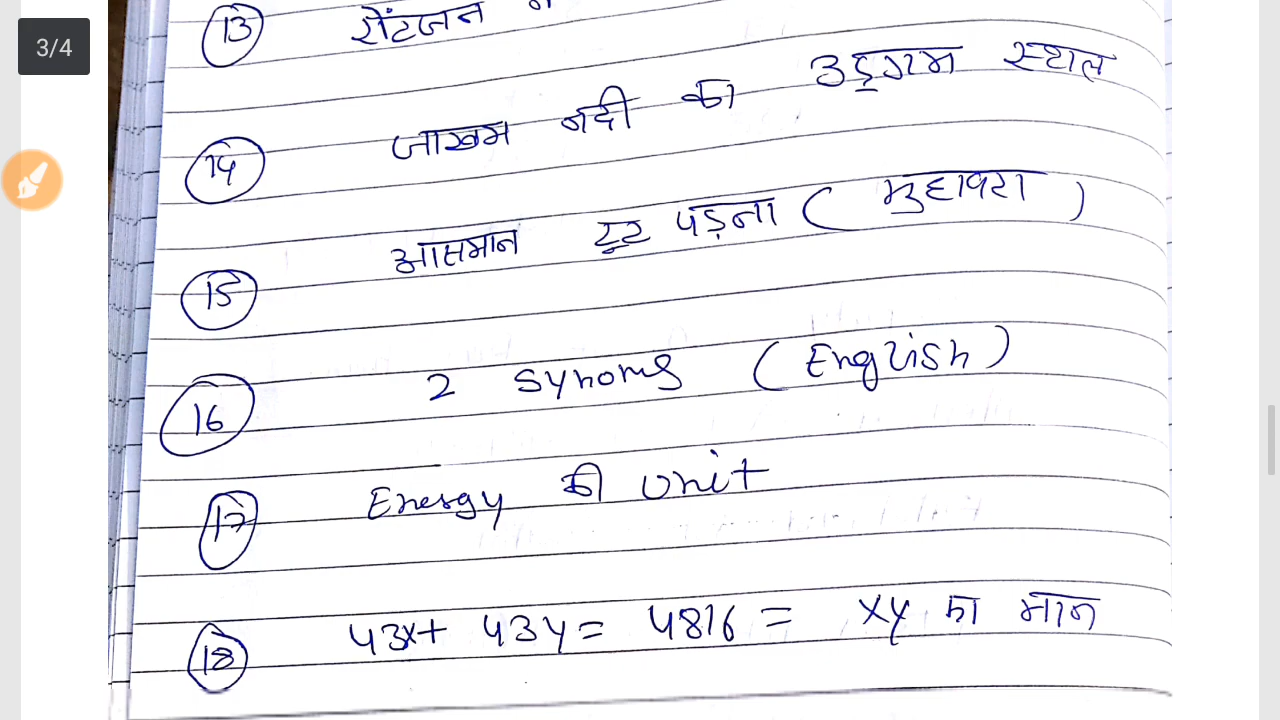 3/4
13 रोंटजन
14 जाखम नदी का उद्गम स्थल
15 आसमान टूट पड़ना ( मुहावरा )
16 2 Synoms ( English )
17 Energy की Unit
18 43x+ 43y = 4816 = xy का मान